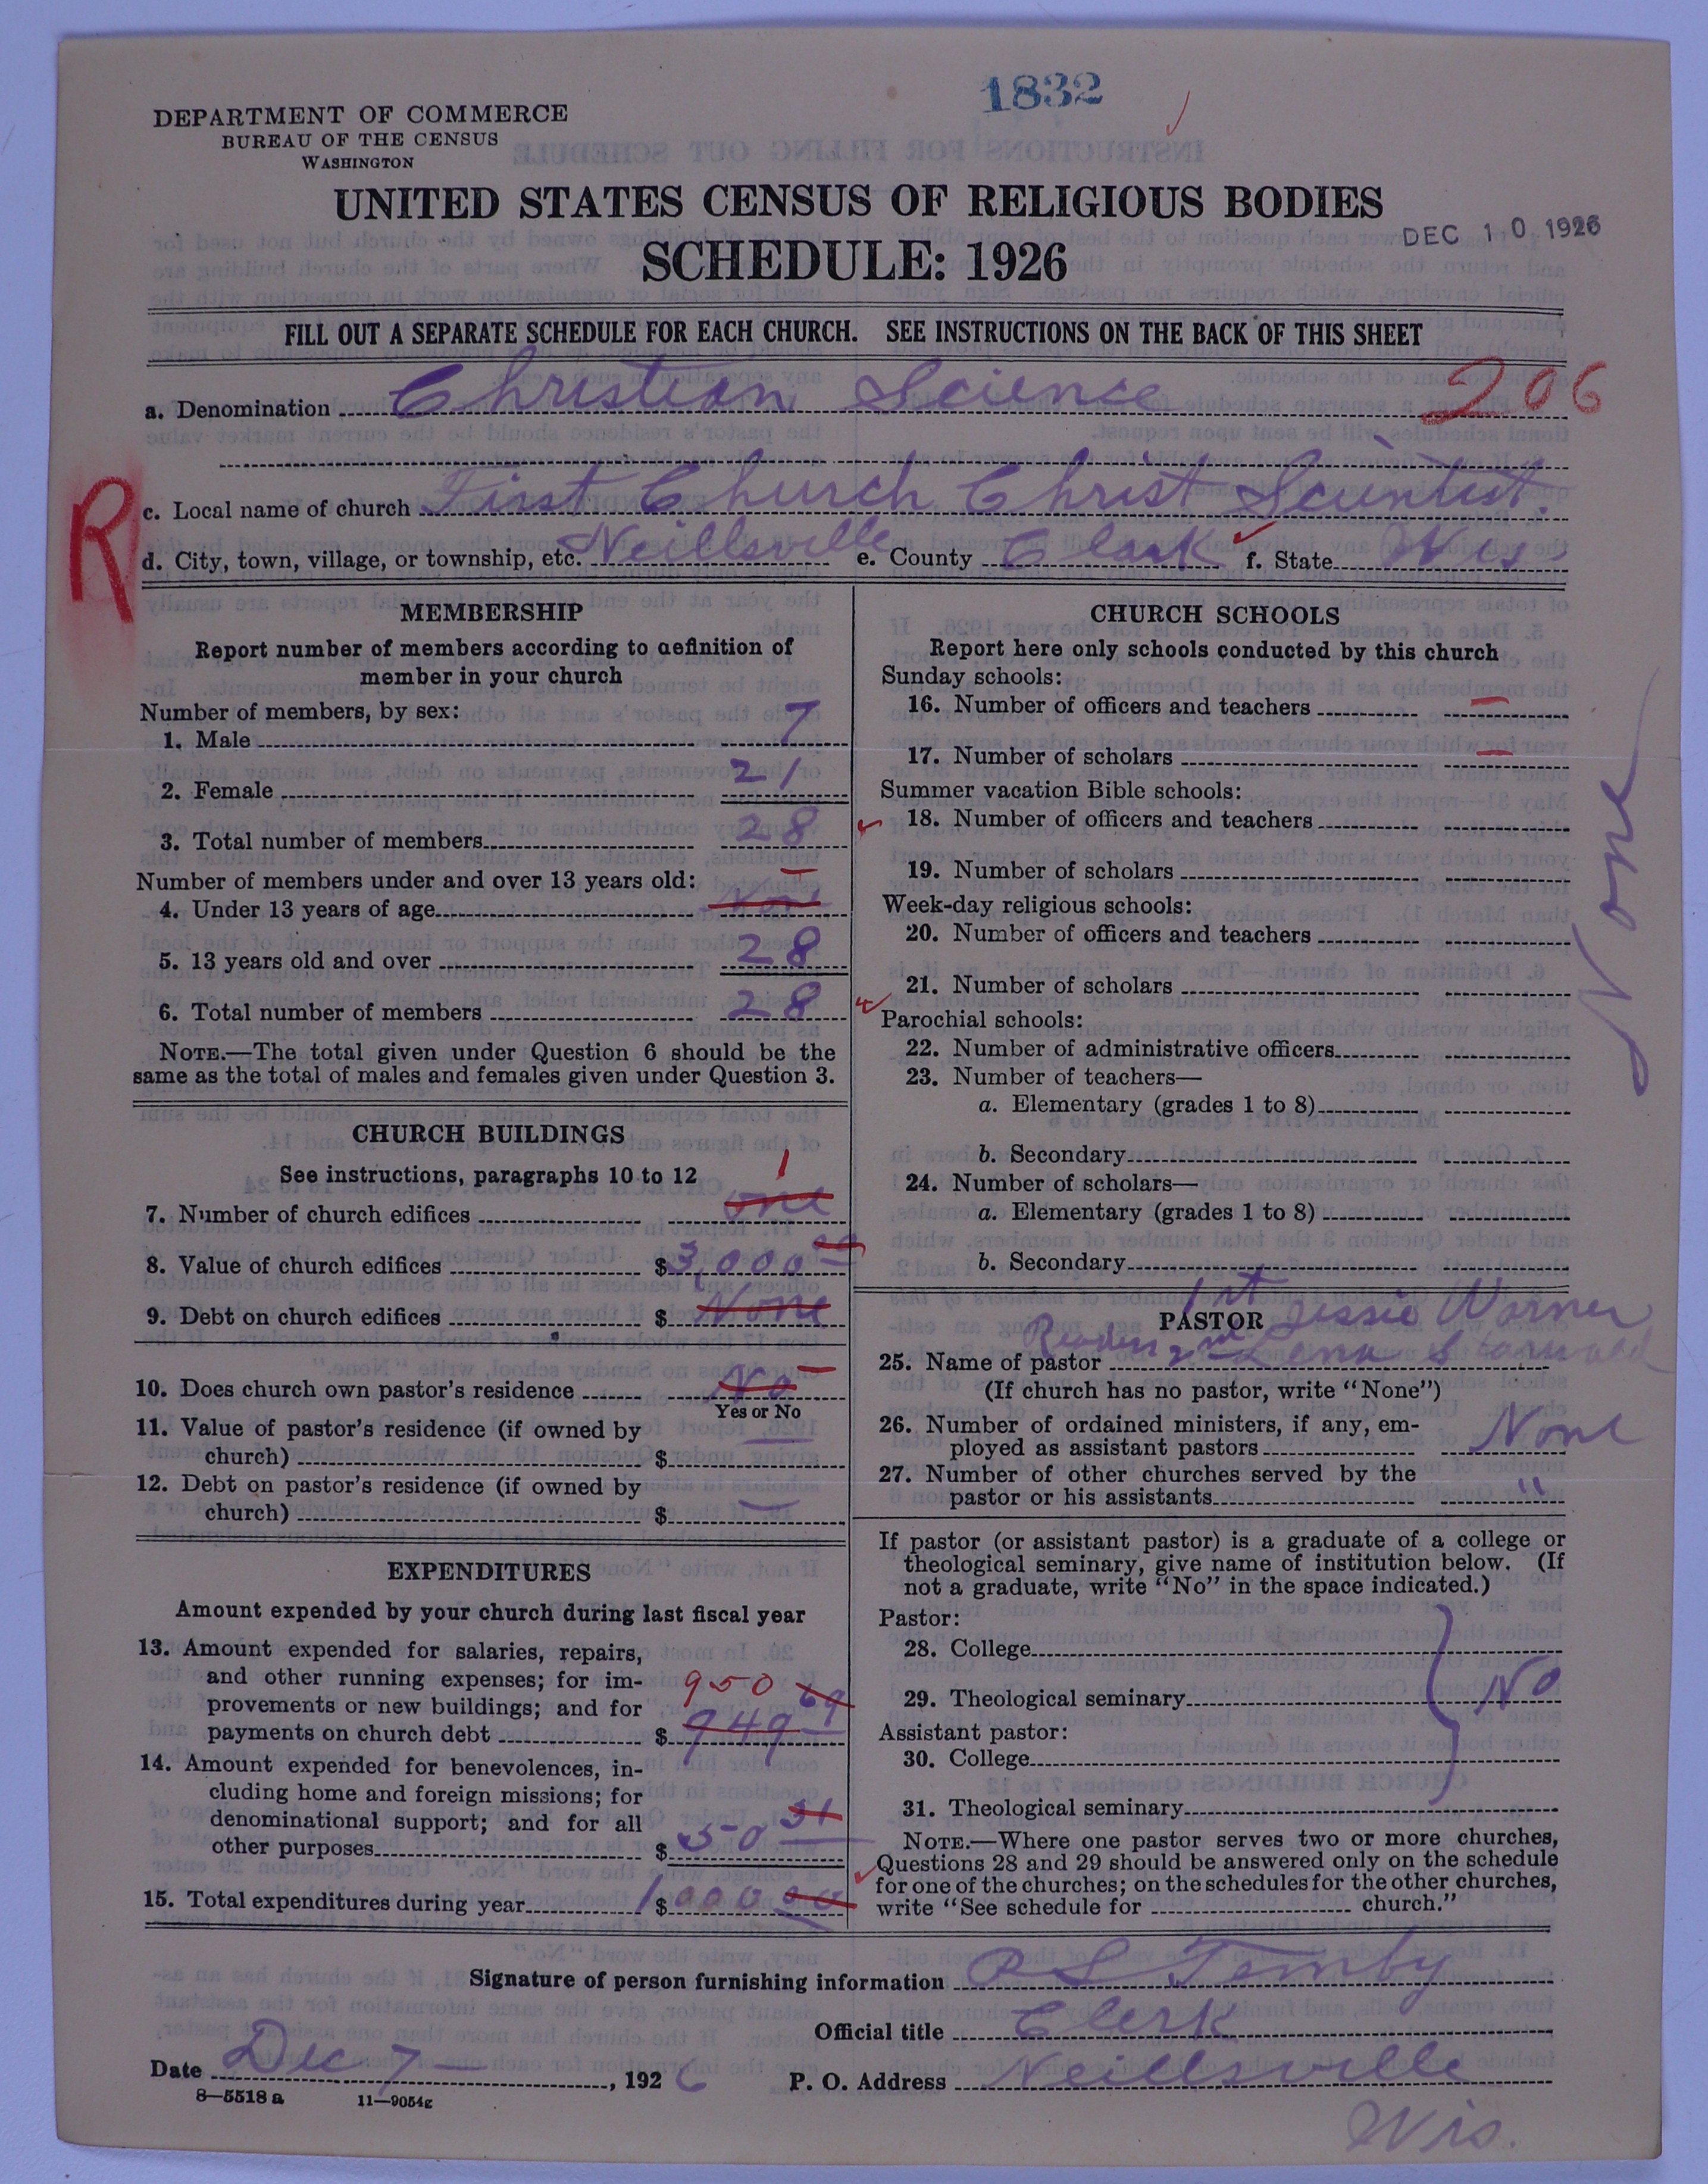 1832
DEPARTMENT OF COMMERCE
BUREAU OF THE CENSUS
WASHINGTON
UNITED STATES CENSUS OF RELIGIOUS BODIES
SCHEDULE: 1926
DEC 10 1926
FILL OUT A SEPARATE SCHEDULE FOR EACH CHURCH. SEE INSTRUCTIONS ON THE BACK OF THIS SHEET
a. Denomination Christian Science 206
R
c. Local name of church First Church Christ Scientist.
d. City, town, village, or township, etc. Neillsville e. County Clark f. State Wis
MEMBERSHIP
Report number of members according to definition of
member in your church
Number of members, by sex:
1. Male 7
2. Female 21
3. Total number of members 28
Number of members under and over 13 years old:
4. Under 13 years of age None –
5. 13 years old and over 28
6. Total number of members 28
NOTE.—The total given under Question 6 should be the
same as the total of males and females given under Question 3.
CHURCH BUILDINGS
See instructions, paragraphs 10 to 12
1
7. Number of church edifices one
8. Value of church edifices $3,000 00
9. Debt on church edifices $ None
10. Does church own pastor's residence No –
Yes or No
11. Value of pastor's residence (if owned by
church) $ —
12. Debt on pastor's residence (if owned by
church) $ —
EXPENDITURES
Amount expended by your church during last fiscal year
13. Amount expended for salaries, repairs,
and other running expenses; for im-
provements or new buildings; and for 950
payments on church debt $ 949 69
14. Amount expended for benevolences, in-
cluding home and foreign missions; for
denominational support; and for all
other purposes $ 50 31
15. Total expenditures during year $ 1000 00
CHURCH SCHOOLS
Report here only schools conducted by this church
Sunday schools:
16. Number of officers and teachers –
17. Number of scholars –
Summer vacation Bible schools:
18. Number of officers and teachers
19. Number of scholars
Week-day religious schools:
20. Number of officers and teachers
21. Number of scholars
Parochial schools:
22. Number of administrative officers
23. Number of teachers—
a. Elementary (grades 1 to 8)
b. Secondary
24. Number of scholars—
a. Elementary (grades 1 to 8)
b. Secondary
None
PASTOR 1st Jessie Warner
25. Name of pastor Readers 2nd Lena
(If church has no pastor, write "None")
26. Number of ordained ministers, if any, em-
ployed as assistant pastors None
27. Number of other churches served by the
pastor or his assistants "
If pastor (or assistant pastor) is a graduate of a college or
theological seminary, give name of institution below. (If
not a graduate, write "No" in the space indicated.)
Pastor:
28. College
29. Theological seminary No
Assistant pastor:
30. College
31. Theological seminary
NOTE.—Where one pastor serves two or more churches,
Questions 28 and 29 should be answered only on the schedule
for one of the churches; on the schedules for the other churches,
write "See schedule for church."
Signature of person furnishing information Temby
Official title Clerk
Date Dec 7 — , 1926 P. O. Address Neillsville
Wis.
8—5518 a 11—9054g